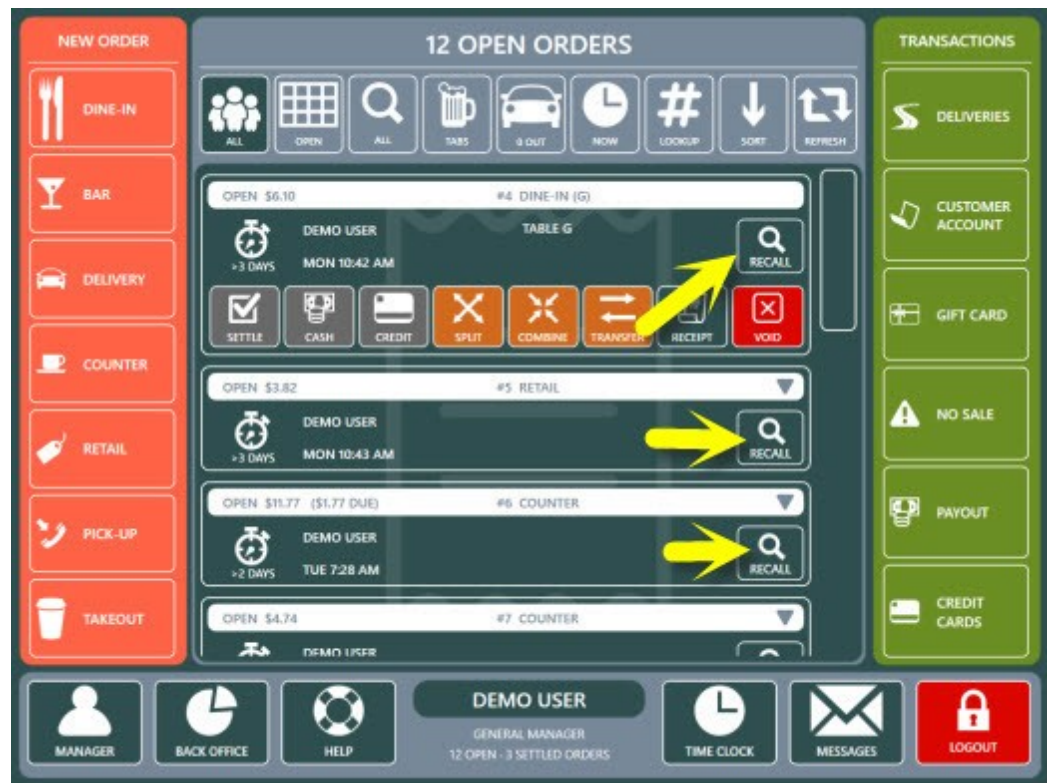 NEW ORDER
DINE-IN
BAR
DELIVERY
COUNTER
RETAIL
PICK-UP
TAKEOUT
12 OPEN ORDERS
ALL
OPEN
ALL
TABS
0 OUT
NOW
#
LOOKUP
SORT
REFRESH
OPEN $6.10 #4 DINE-IN (G)
DEMO USER TABLE G
>3 DAYS MON 10:42 AM RECALL
SETTLE
CASH
CREDIT
SPLIT
COMBINE
TRANSFER
RECEIPT
VOID
OPEN $3.82 #5 RETAIL
DEMO USER
>3 DAYS MON 10:43 AM RECALL
OPEN $11.77 ($1.77 DUE) #6 COUNTER
DEMO USER
>2 DAYS TUE 7:28 AM RECALL
OPEN $4.74 #7 COUNTER
DEMO USER
TRANSACTIONS
DELIVERIES
CUSTOMER
ACCOUNT
GIFT CARD
NO SALE
PAYOUT
CREDIT
CARDS
MANAGER
BACK OFFICE
HELP
DEMO USER
GENERAL MANAGER
12 OPEN - 3 SETTLED ORDERS
TIME CLOCK
MESSAGES
LOGOUT